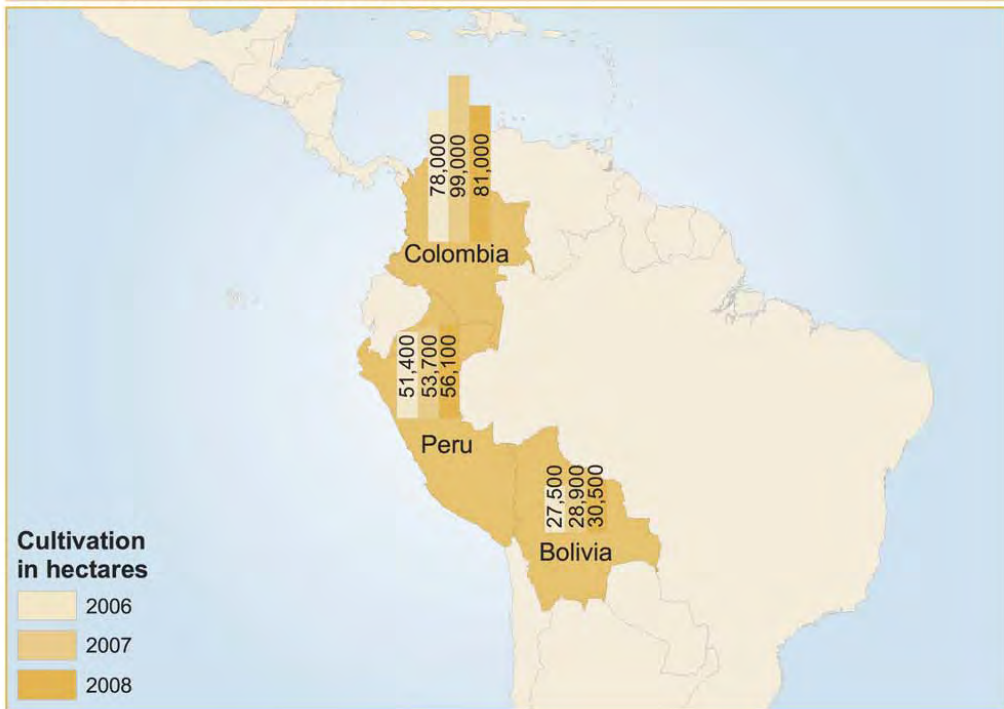 78,000
99,000
81,000
Colombia
51,400
53,700
56,100
Peru
27,500
28,900
30,500
Bolivia
Cultivation
in hectares
2006
2007
2008